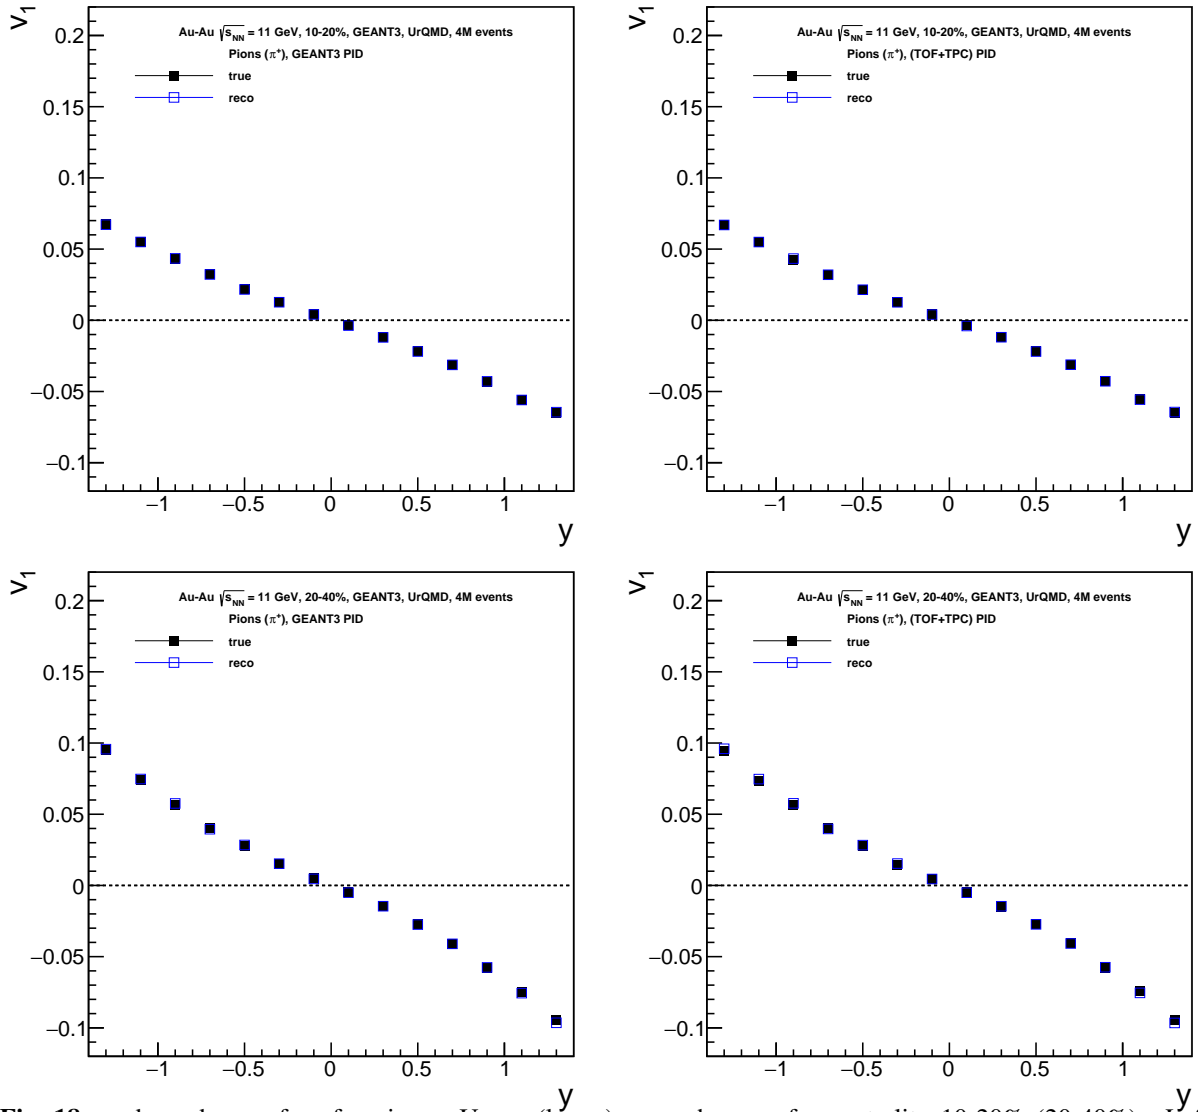 v1
Au-Au √sNN = 11 GeV, 10-20%, GEANT3, UrQMD, 4M events
Pions (π+), GEANT3 PID
true
reco
0.2
0.15
0.1
0.05
0
−0.05
−0.1
−1
−0.5
0
0.5
1
y
v1
Au-Au √sNN = 11 GeV, 10-20%, GEANT3, UrQMD, 4M events
Pions (π+), (TOF+TPC) PID
true
reco
0.2
0.15
0.1
0.05
0
−0.05
−0.1
−1
−0.5
0
0.5
1
y
v1
Au-Au √sNN = 11 GeV, 20-40%, GEANT3, UrQMD, 4M events
Pions (π+), GEANT3 PID
true
reco
0.2
0.15
0.1
0.05
0
−0.05
−0.1
−1
−0.5
0
0.5
1
y
v1
Au-Au √sNN = 11 GeV, 20-40%, GEANT3, UrQMD, 4M events
Pions (π+), (TOF+TPC) PID
true
reco
0.2
0.15
0.1
0.05
0
−0.05
−0.1
−1
−0.5
0
0.5
1
y